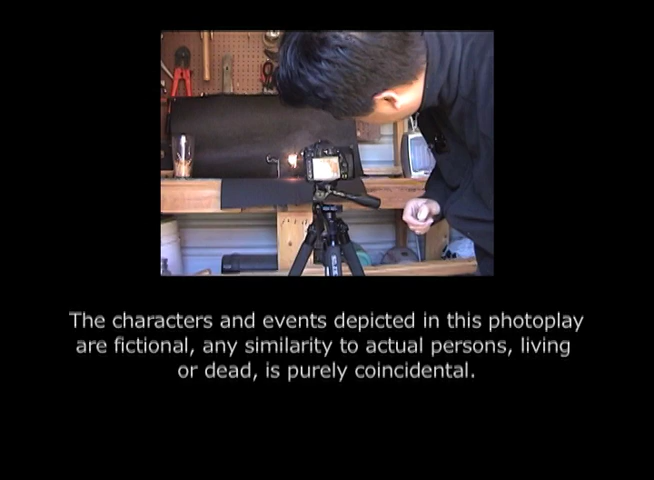 The characters and events depicted in this photoplay
are fictional, any similarity to actual persons, living
or dead, is purely coincidental.